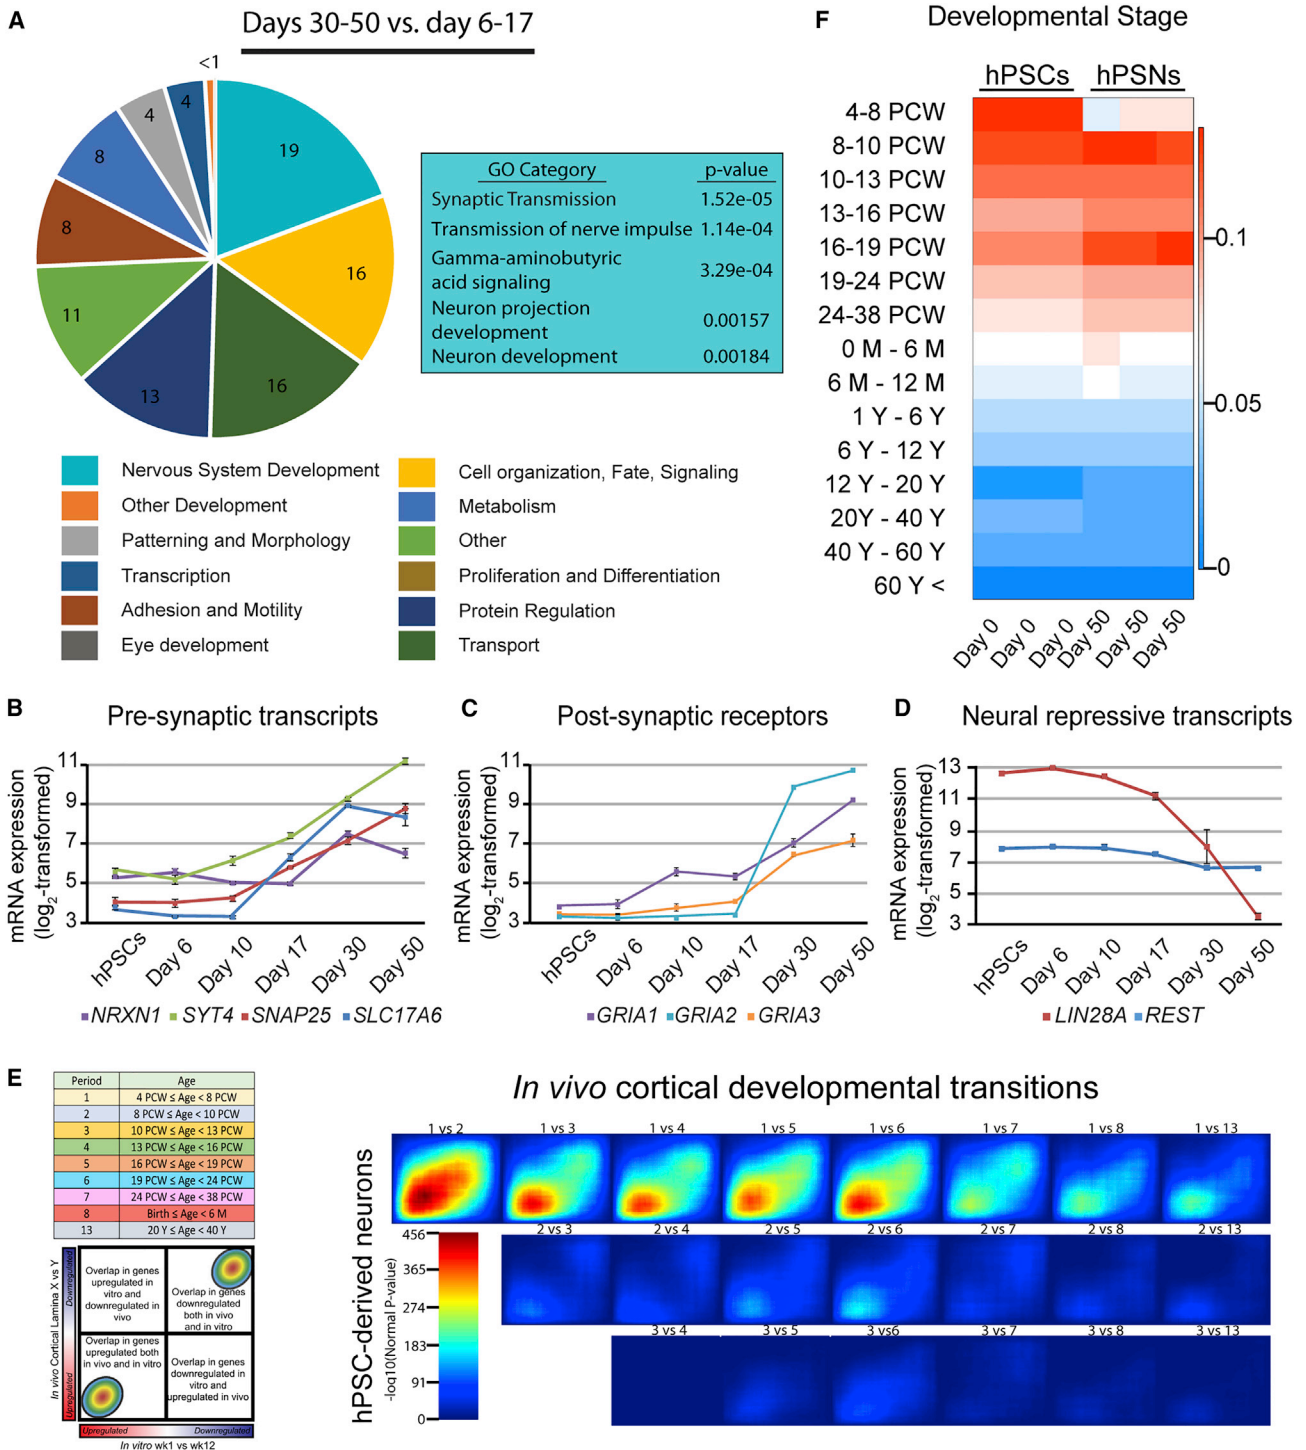 A
Days 30-50 vs. day 6-17
<1
4
4
19
8
8
16
11
13
16
GO Category p-value
Synaptic Transmission 1.52e-05
Transmission of nerve impulse 1.14e-04
Gamma-aminobutyric
acid signaling 3.29e-04
Neuron projection
development 0.00157
Neuron development 0.00184
Nervous System Development
Cell organization, Fate, Signaling
Other Development
Metabolism
Patterning and Morphology
Other
Transcription
Proliferation and Differentiation
Adhesion and Motility
Protein Regulation
Eye development
Transport
F
Developmental Stage
hPSCs hPSNs
4-8 PCW
8-10 PCW
10-13 PCW
13-16 PCW
16-19 PCW
19-24 PCW
24-38 PCW
0 M - 6 M
6 M - 12 M
1 Y - 6 Y
6 Y - 12 Y
12 Y - 20 Y
20Y - 40 Y
40 Y - 60 Y
60 Y <
0.1
0.05
0
Day 0
Day 0
Day 0
Day 50
Day 50
Day 50
B
Pre-synaptic transcripts
mRNA expression
(log2-transformed)
11
9
7
5
3
hPSCs
Day 6
Day 10
Day 17
Day 30
Day 50
NRXN1 SYT4 SNAP25 SLC17A6
C
Post-synaptic receptors
mRNA expression
(log2-transformed)
11
9
7
5
3
hPSCs
Day 6
Day 10
Day 17
Day 30
Day 50
GRIA1 GRIA2 GRIA3
D
Neural repressive transcripts
mRNA expression
(log2-transformed)
13
11
9
7
5
3
hPSCs
Day 6
Day 10
Day 17
Day 30
Day 50
LIN28A REST
E
Period Age
1 4 PCW ≤ Age < 8 PCW
2 8 PCW ≤ Age < 10 PCW
3 10 PCW ≤ Age < 13 PCW
4 13 PCW ≤ Age < 16 PCW
5 16 PCW ≤ Age < 19 PCW
6 19 PCW ≤ Age < 24 PCW
7 24 PCW ≤ Age < 38 PCW
8 Birth ≤ Age < 6 M
13 20 Y ≤ Age < 40 Y
In vivo Cortical Lamina X vs Y
Downregulated
Upregulated
Overlap in genes
upregulated in
vitro and
downregulated in
vivo
Overlap in genes
downregulated
both in vivo
and in vitro
Overlap in genes
upregulated both
in vivo and in vitro
Overlap in genes
downregulated in
vitro and
upregulated in vivo
Upregulated Downregulated
In vitro wk1 vs wk12
In vivo cortical developmental transitions
hPSC-derived neurons
1 vs 2 1 vs 3 1 vs 4 1 vs 5 1 vs 6 1 vs 7 1 vs 8 1 vs 13
2 vs 3 2 vs 4 2 vs 5 2 vs 6 2 vs 7 2 vs 8 2 vs 13
3 vs 4 3 vs 5 3 vs6 3 vs 7 3 vs 8 3 vs 13
456
365
274
183
91
0
-log10(Normal P-value)